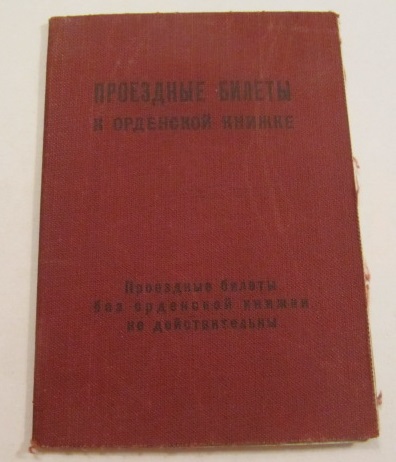 ПРОЕЗДНЫЕ БИЛЕТЫ
К ОРДЕНСКОЙ КНИЖКЕ
Проездные билеты
без орденской книжки
не действительны